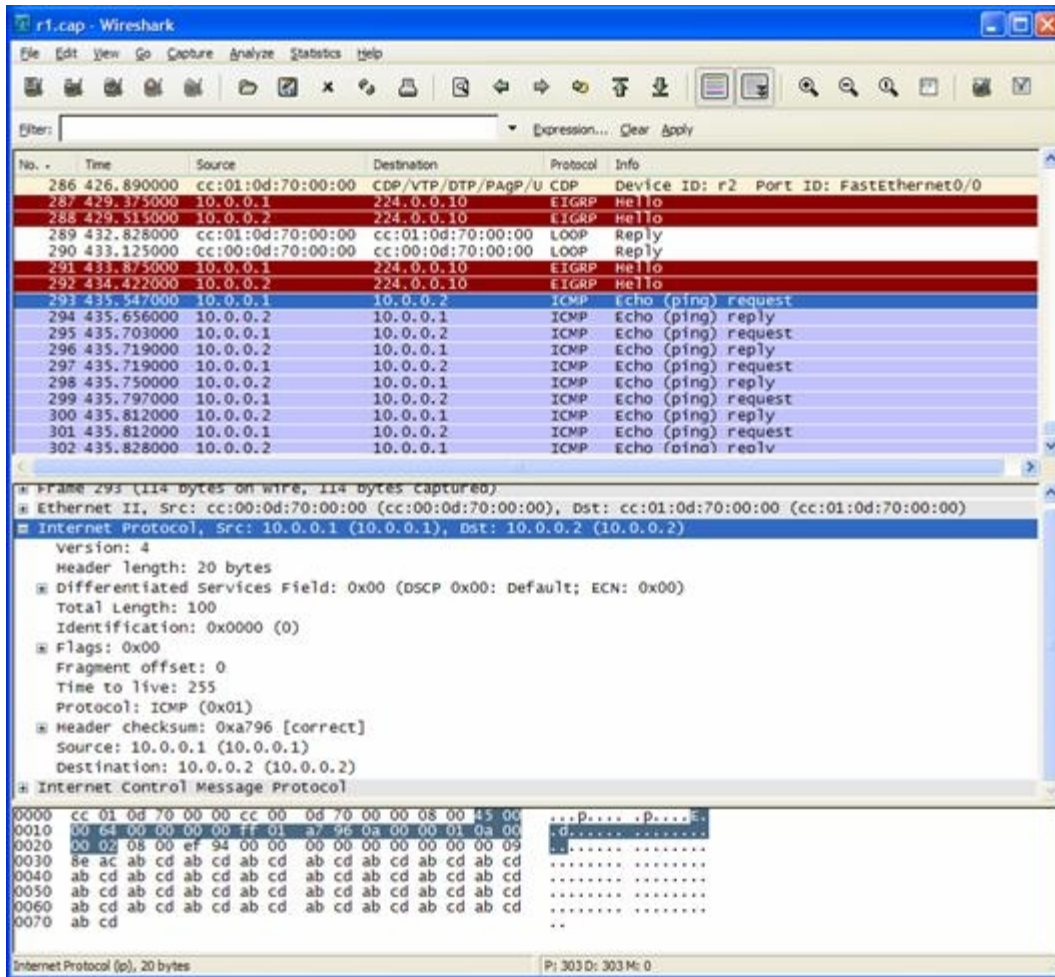 r1.cap - Wireshark
File Edit View Go Capture Analyze Statistics Help
Filter: Expression... Clear Apply
No. . Time Source Destination Protocol Info
286 426.890000 cc:01:0d:70:00:00 CDP/VTP/DTP/PAgP/U CDP Device ID: r2 Port ID: FastEthernet0/0
287 429.375000 10.0.0.1 224.0.0.10 EIGRP Hello
288 429.515000 10.0.0.1 224.0.0.10 EIGRP Hello
289 432.828000 cc:01:0d:70:00:00 cc:01:0d:70:00:00 LOOP Reply
290 433.125000 cc:00:0d:70:00:00 cc:00:0d:70:00:00 LOOP Reply
291 433.875000 10.0.0.1 224.0.0.10 EIGRP Hello
292 434.422000 10.0.0.1 224.0.0.10 EIGRP Hello
293 435.547000 10.0.0.1 10.0.0.2 ICMP Echo (ping) request
294 435.656000 10.0.0.2 10.0.0.1 ICMP Echo (ping) reply
295 435.703000 10.0.0.1 10.0.0.2 ICMP Echo (ping) request
296 435.719000 10.0.0.2 10.0.0.1 ICMP Echo (ping) reply
297 435.719000 10.0.0.1 10.0.0.2 ICMP Echo (ping) request
298 435.750000 10.0.0.2 10.0.0.1 ICMP Echo (ping) reply
299 435.797000 10.0.0.1 10.0.0.2 ICMP Echo (ping) request
300 435.812000 10.0.0.2 10.0.0.1 ICMP Echo (ping) reply
301 435.812000 10.0.0.1 10.0.0.2 ICMP Echo (ping) request
302 435.828000 10.0.0.2 10.0.0.1 ICMP Echo (ping) reply
Frame 293 (114 bytes on wire, 114 bytes captured)
Ethernet II, Src: cc:00:0d:70:00:00 (cc:00:0d:70:00:00), Dst: cc:01:0d:70:00:00 (cc:01:0d:70:00:00)
Internet Protocol, Src: 10.0.0.1 (10.0.0.1), Dst: 10.0.0.2 (10.0.0.2)
Version: 4
Header length: 20 bytes
Differentiated Services Field: 0x00 (DSCP 0x00: Default; ECN: 0x00)
Total Length: 100
Identification: 0x0000 (0)
Flags: 0x00
Fragment offset: 0
Time to live: 255
Protocol: ICMP (0x01)
Header checksum: 0xa796 [correct]
Source: 10.0.0.1 (10.0.0.1)
Destination: 10.0.0.2 (10.0.0.2)
Internet Control Message Protocol
0000 cc 01 0d 70 00 00 cc 00 0d 70 00 00 08 00 45 00 ...p.... .p....E.
0010 00 64 00 00 00 00 ff 01 a7 96 0a 00 00 01 0a 00 .d...... ........
0020 00 02 08 00 ef 94 00 00 00 00 00 00 00 00 00 09 ........ ........
0030 8e ac ab cd ab cd ab cd ab cd ab cd ab cd ab cd ........ ........
0040 ab cd ab cd ab cd ab cd ab cd ab cd ab cd ab cd ........ ........
0050 ab cd ab cd ab cd ab cd ab cd ab cd ab cd ab cd ........ ........
0060 ab cd ab cd ab cd ab cd ab cd ab cd ab cd ab cd ........ ........
0070 ab cd ..
Internet Protocol (ip), 20 bytes P: 303 D: 303 M: 0